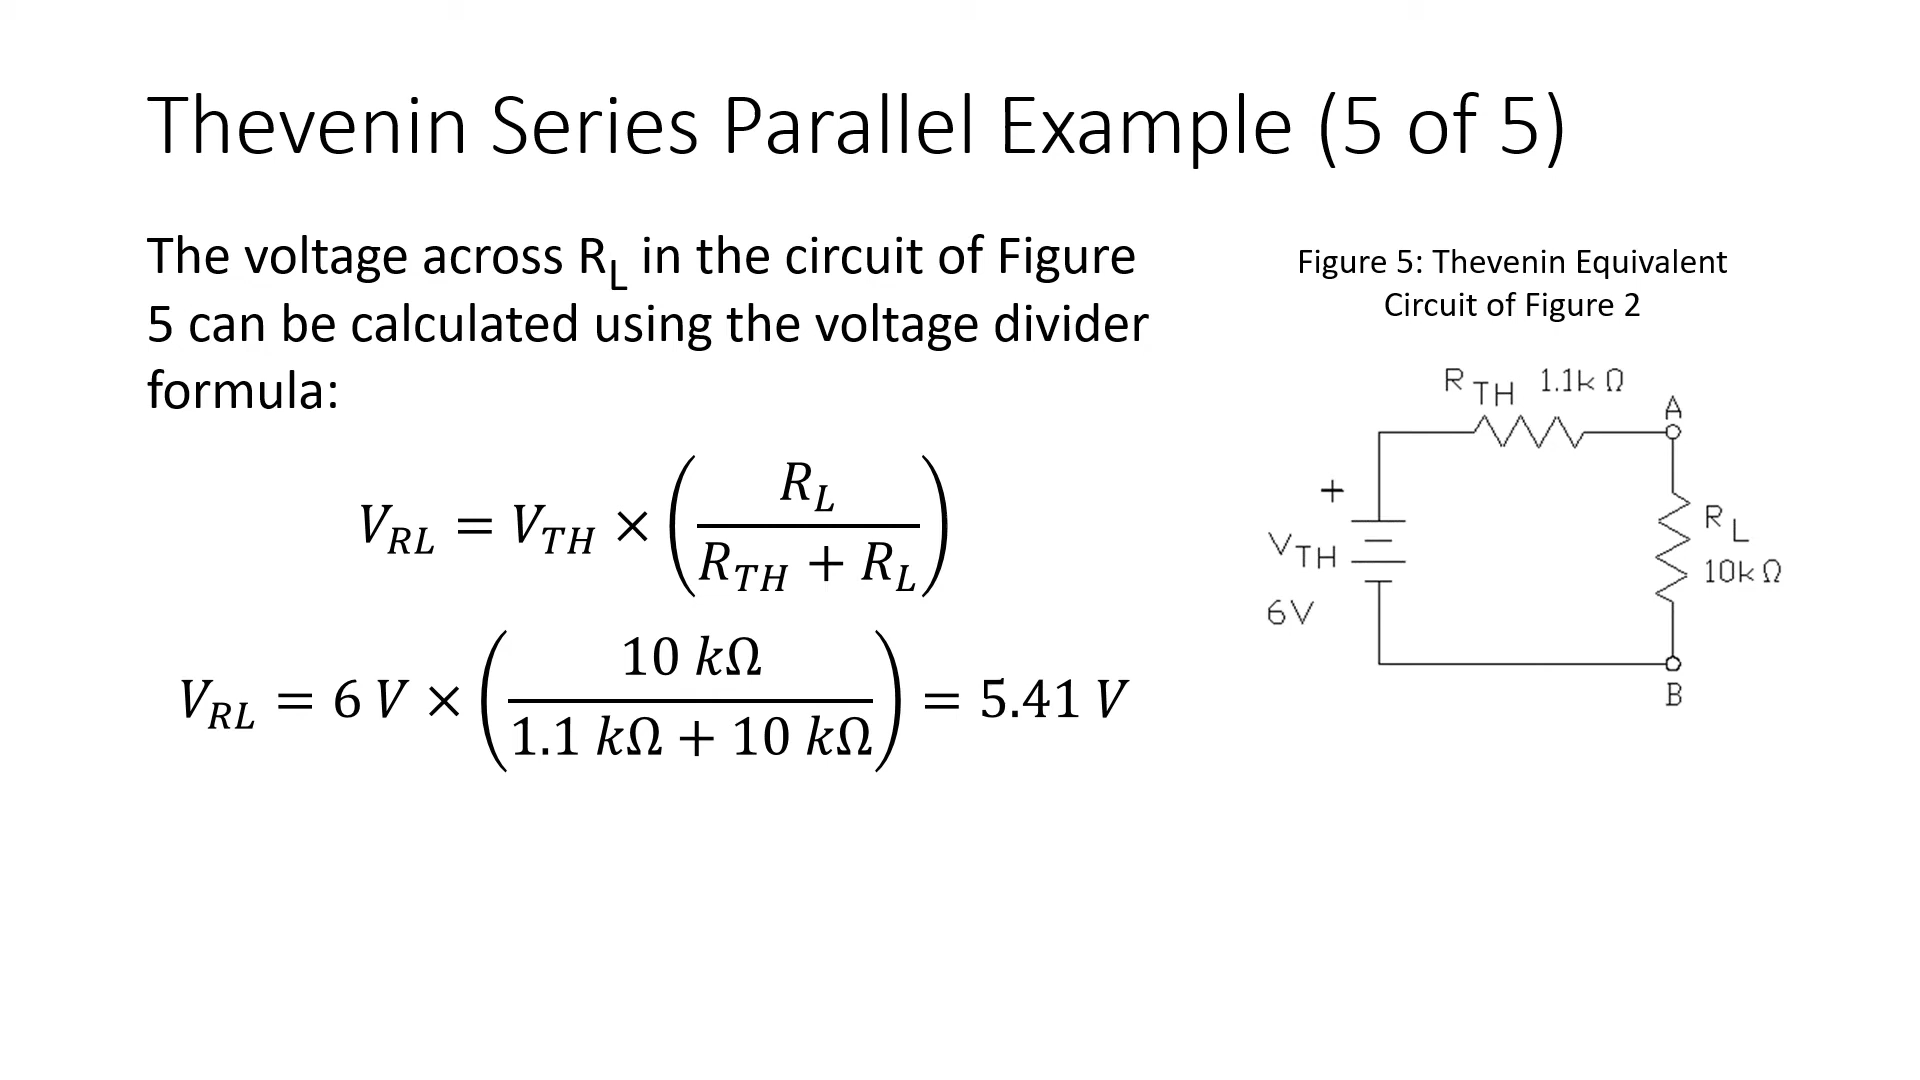 Thevenin Series Parallel Example (5 of 5)
The voltage across R_L in the circuit of Figure
5 can be calculated using the voltage divider
formula:
V_RL = V_TH × (R_L / (R_TH + R_L))
V_RL = 6 V × (10 kΩ / (1.1 kΩ + 10 kΩ)) = 5.41 V
Figure 5: Thevenin Equivalent
Circuit of Figure 2
R_TH 1.1k Ω
A
+
V_TH
6V
R_L
10k Ω
B